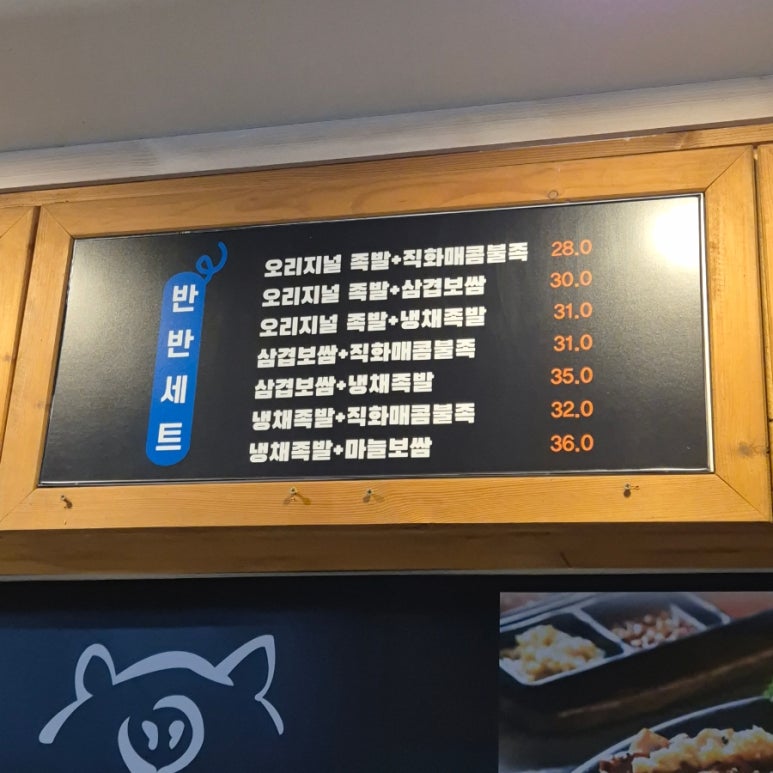 반반세트
오리지널 족발+직화매콤불족 28.0
오리지널 족발+삼겹보쌈 30.0
오리지널 족발+냉채족발 31.0
삼겹보쌈+직화매콤불족 31.0
삼겹보쌈+냉채족발 35.0
냉채족발+직화매콤불족 32.0
냉채족발+마늘보쌈 36.0